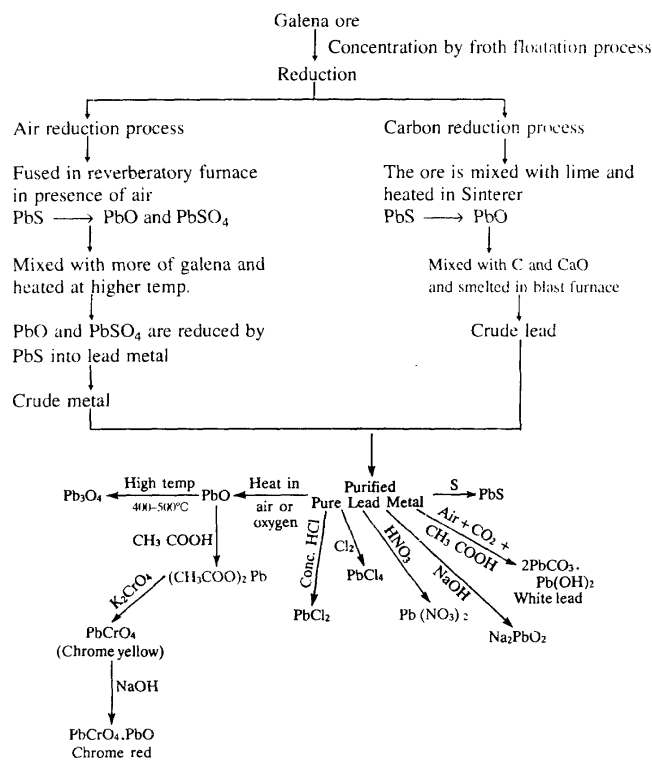 Galena ore
Concentration by froth floatation process
Reduction
Air reduction process
Carbon reduction process
Fused in reverberatory furnace
in presence of air
PbS ⟶ PbO and PbSO₄
The ore is mixed with lime and
heated in Sinterer
PbS ⟶ PbO
Mixed with more of galena and
heated at higher temp.
Mixed with C and CaO
and smelted in blast furnace
PbO and PbSO₄ are reduced by
PbS into lead metal
Crude lead
Crude metal
Purified
Pure Lead Metal
S
PbS
Heat in
air or
oxygen
PbO
High temp
400–500°C
Pb₃O₄
CH₃ COOH
(CH₃COO)₂ Pb
K₂CrO₄
PbCrO₄
(Chrome yellow)
NaOH
PbCrO₄.PbO
Chrome red
Conc. HCl
PbCl₂
Cl₂
PbCl₄
HNO₃
Pb (NO₃)₂
NaOH
Na₂PbO₂
Air + CO₂ +
CH₃ COOH
2PbCO₃.
Pb(OH)₂
White lead